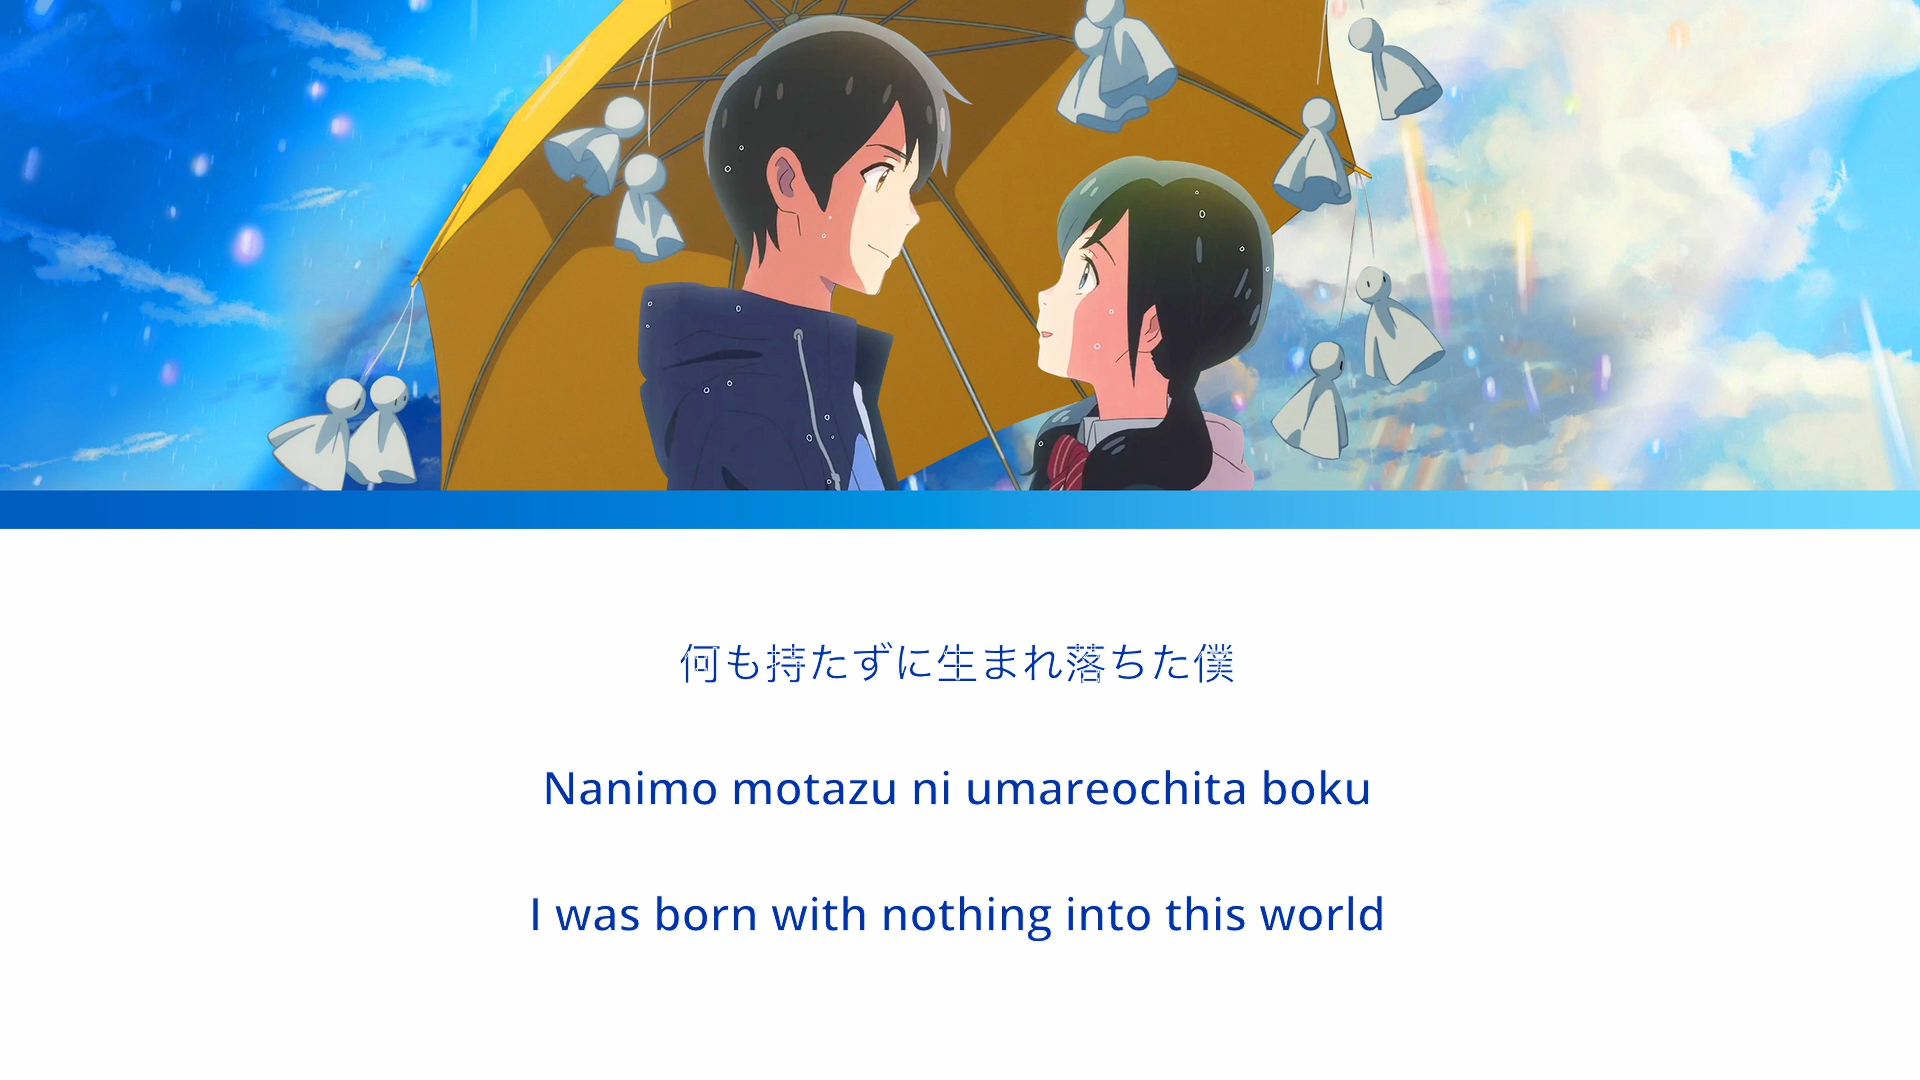 何も持たずに生まれ落ちた僕
Nanimo motazu ni umareochita boku
I was born with nothing into this world